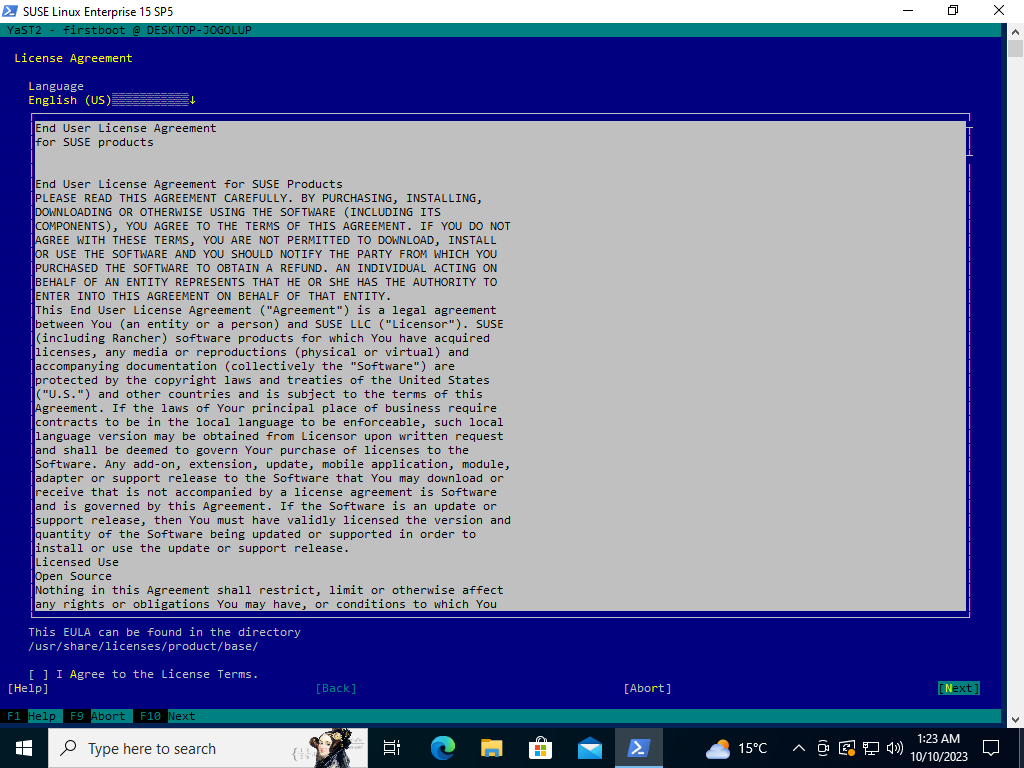 SUSE Linux Enterprise 15 SP5
YaST2 - firstboot @ DESKTOP-JOGOLUP
License Agreement
Language
English (US)
End User License Agreement
for SUSE products
End User License Agreement for SUSE Products
PLEASE READ THIS AGREEMENT CAREFULLY. BY PURCHASING, INSTALLING,
DOWNLOADING OR OTHERWISE USING THE SOFTWARE (INCLUDING ITS
COMPONENTS), YOU AGREE TO THE TERMS OF THIS AGREEMENT. IF YOU DO NOT
AGREE WITH THESE TERMS, YOU ARE NOT PERMITTED TO DOWNLOAD, INSTALL
OR USE THE SOFTWARE AND YOU SHOULD NOTIFY THE PARTY FROM WHICH YOU
PURCHASED THE SOFTWARE TO OBTAIN A REFUND. AN INDIVIDUAL ACTING ON
BEHALF OF AN ENTITY REPRESENTS THAT HE OR SHE HAS THE AUTHORITY TO
ENTER INTO THIS AGREEMENT ON BEHALF OF THAT ENTITY.
This End User License Agreement ("Agreement") is a legal agreement
between You (an entity or a person) and SUSE LLC ("Licensor"). SUSE
(including Rancher) software products for which You have acquired
licenses, any media or reproductions (physical or virtual) and
accompanying documentation (collectively the "Software") are
protected by the copyright laws and treaties of the United States
("U.S.") and other countries and is subject to the terms of this
Agreement. If the laws of Your principal place of business require
contracts to be in the local language to be enforceable, such local
language version may be obtained from Licensor upon written request
and shall be deemed to govern Your purchase of licenses to the
Software. Any add-on, extension, update, mobile application, module,
adapter or support release to the Software that You may download or
receive that is not accompanied by a license agreement is Software
and is governed by this Agreement. If the Software is an update or
support release, then You must have validly licensed the version and
quantity of the Software being updated or supported in order to
install or use the update or support release.
Licensed Use
Open Source
Nothing in this Agreement shall restrict, limit or otherwise affect
any rights or obligations You may have, or conditions to which You
This EULA can be found in the directory
/usr/share/licenses/product/base/
[ ] I Agree to the License Terms.
[Help] [Back] [Abort] [Next]
F1 Help F9 Abort F10 Next
Type here to search
15°C
1:23 AM
10/10/2023